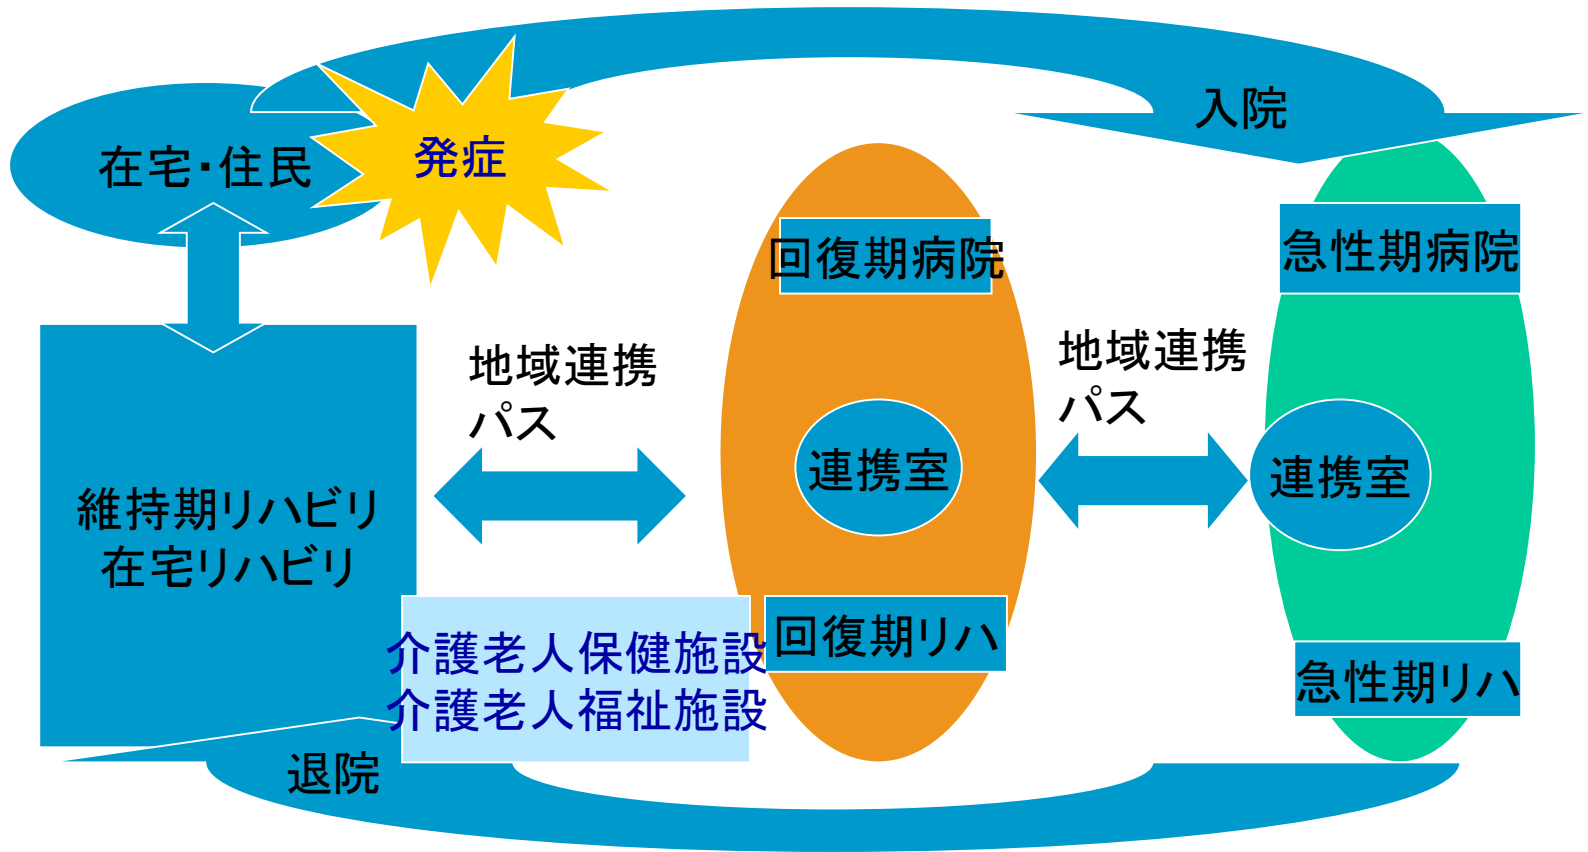 入院
在宅・住民
発症
回復期病院
急性期病院
地域連携
パス
地域連携
パス
連携室
連携室
維持期リハビリ
在宅リハビリ
介護老人保健施設
介護老人福祉施設
回復期リハ
急性期リハ
退院